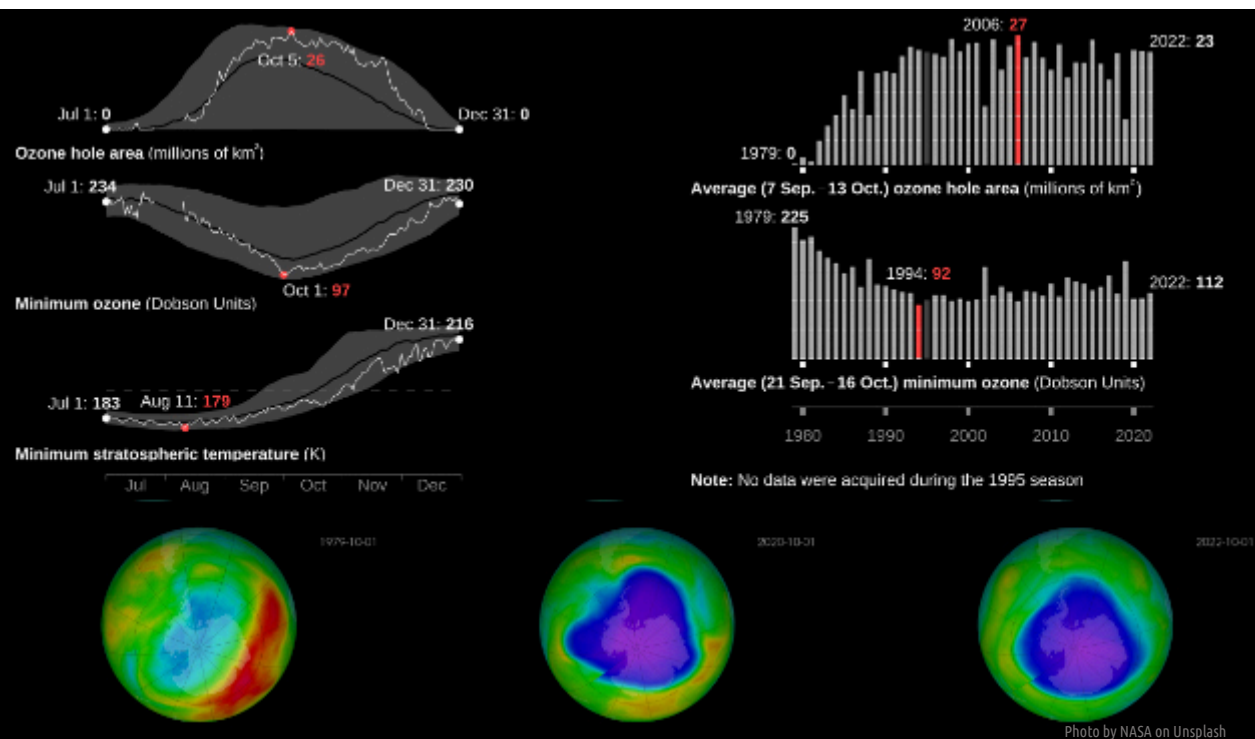 Oct 5: 26
Jul 1: 0
Dec 31: 0
Ozone hole area (millions of km²)
Jul 1: 234
Dec 31: 230
Oct 1: 97
Minimum ozone (Dobson Units)
Dec 31: 216
Jul 1: 183
Aug 11: 179
Minimum stratospheric temperature (K)
Jul Aug Sep Oct Nov Dec
2006: 27
2022: 23
1979: 0
Average (7 Sep. – 13 Oct.) ozone hole area (millions of km²)
1979: 225
1994: 92
2022: 112
Average (21 Sep. – 16 Oct.) minimum ozone (Dobson Units)
1980 1990 2000 2010 2020
Note: No data were acquired during the 1995 season
1979-10-01
2020-10-01
2022-10-01
Photo by NASA on Unsplash